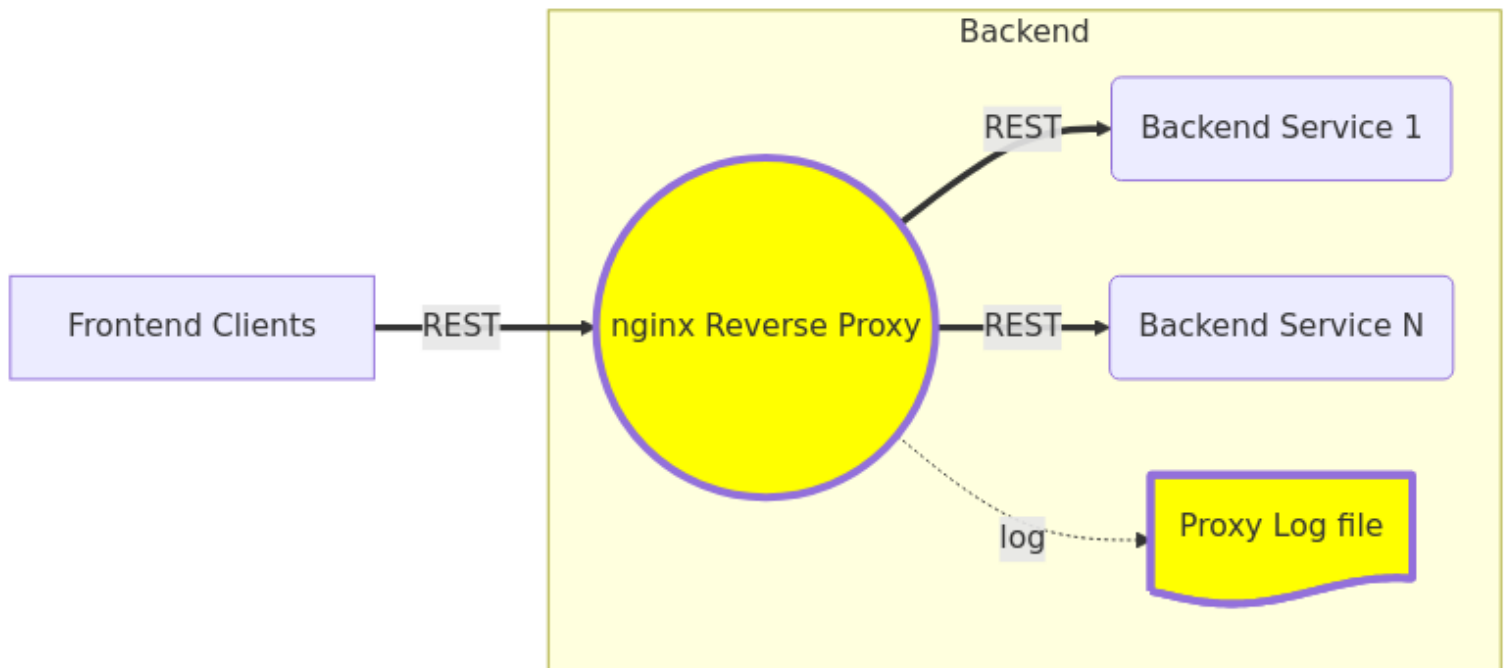 Backend
REST
Backend Service 1
Frontend Clients
REST
nginx Reverse Proxy
REST
Backend Service N
log
Proxy Log file